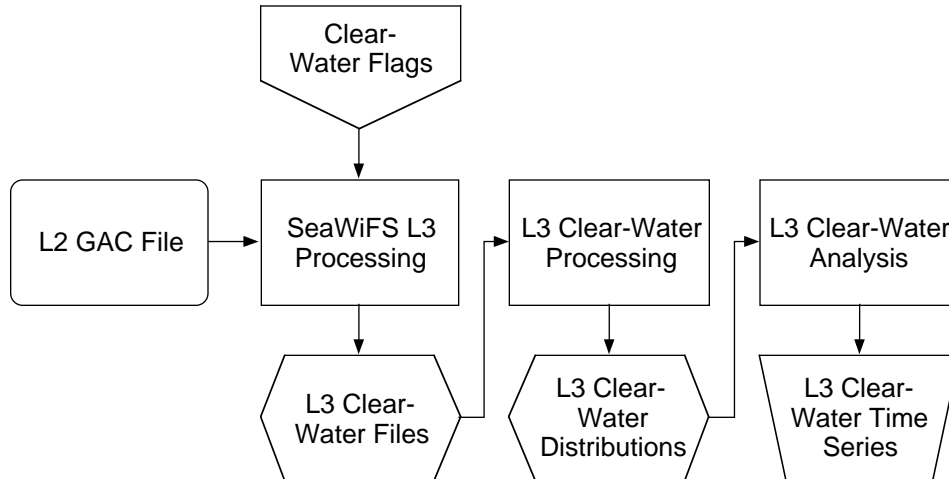 Clear-
Water Flags
L2 GAC File
SeaWiFS L3
Processing
L3 Clear-Water
Processing
L3 Clear-Water
Analysis
L3 Clear-
Water Files
L3 Clear-
Water
Distributions
L3 Clear-
Water Time
Series